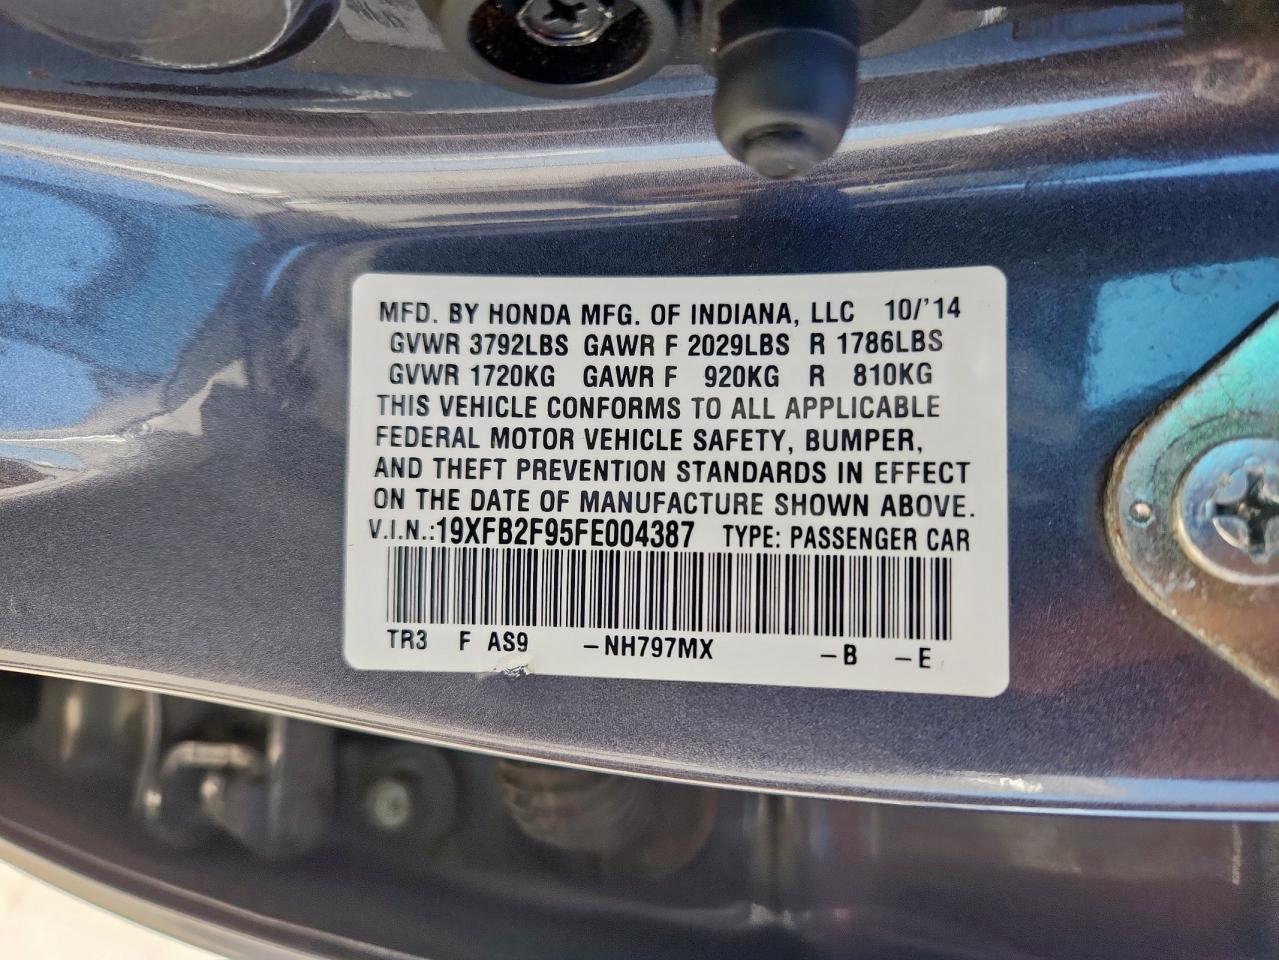 MFD. BY HONDA MFG. OF INDIANA, LLC 10/'14
GVWR 3792LBS GAWR F 2029LBS R 1786LBS
GVWR 1720KG GAWR F 920KG R 810KG
THIS VEHICLE CONFORMS TO ALL APPLICABLE
FEDERAL MOTOR VEHICLE SAFETY, BUMPER,
AND THEFT PREVENTION STANDARDS IN EFFECT
ON THE DATE OF MANUFACTURE SHOWN ABOVE.
V.I.N.:19XFB2F95FE004387 TYPE: PASSENGER CAR
TR3 F AS9 -NH797MX -B -E